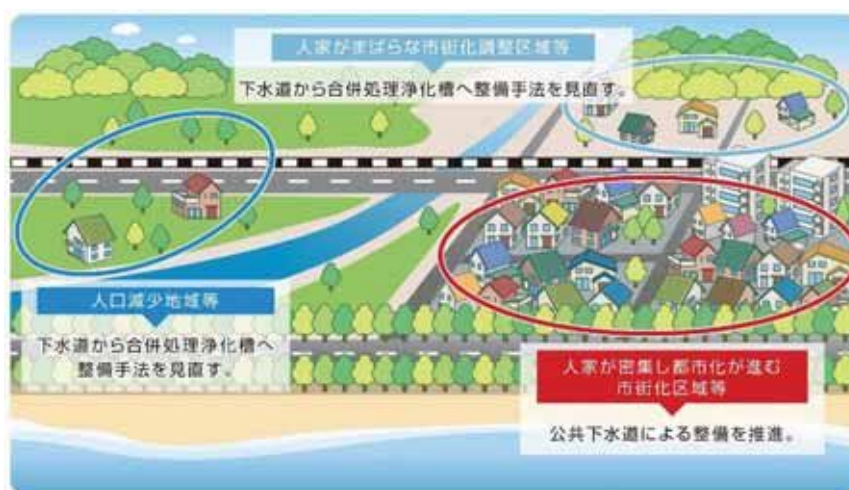 人家がまばらな市街化調整区域等
下水道から合併処理浄化槽へ整備手法を見直す。
人口減少地域等
下水道から合併処理浄化槽へ
整備手法を見直す。
人家が密集し都市化が進む
市街化区域等
公共下水道による整備を推進。